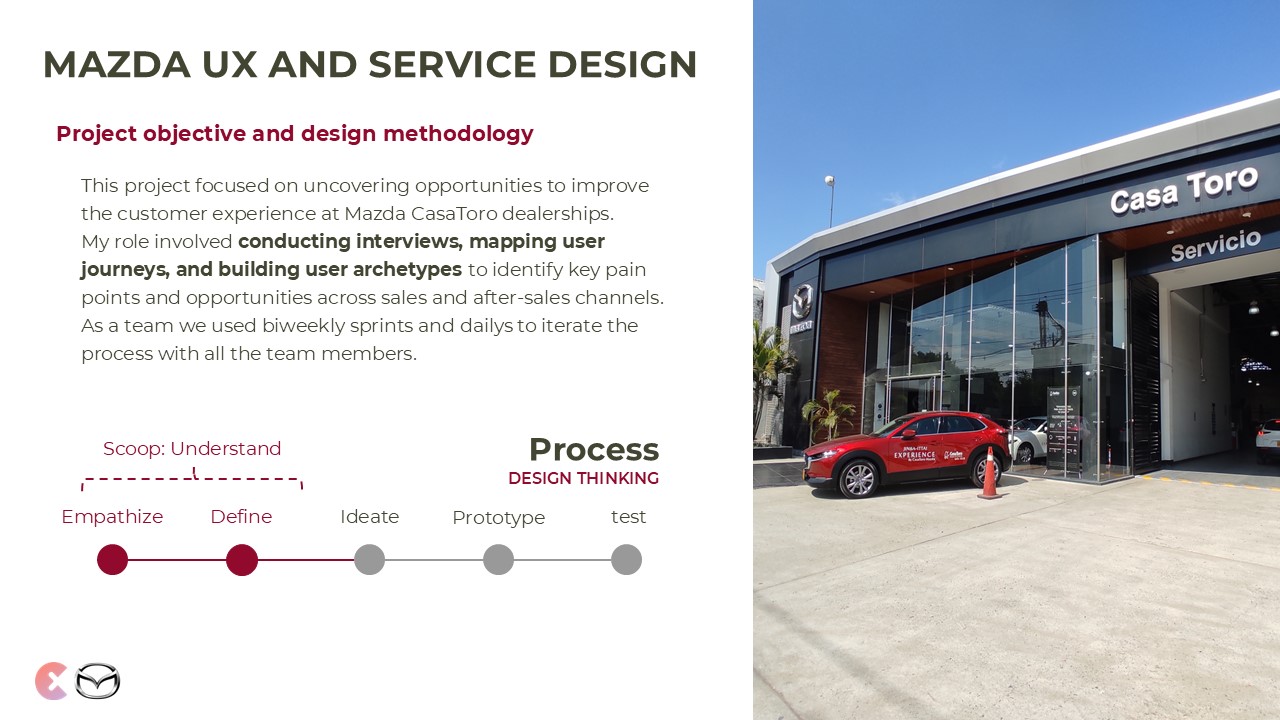 MAZDA UX AND SERVICE DESIGN
Project objective and design methodology
This project focused on uncovering opportunities to improve
the customer experience at Mazda CasaToro dealerships.
My role involved conducting interviews, mapping user
journeys, and building user archetypes to identify key pain
points and opportunities across sales and after-sales channels.
As a team we used biweekly sprints and dailys to iterate the
process with all the team members.
Scoop: Understand
Process
DESIGN THINKING
Empathize
Define
Ideate
Prototype
test
Casa Toro
Servicio
EXPERIENCE